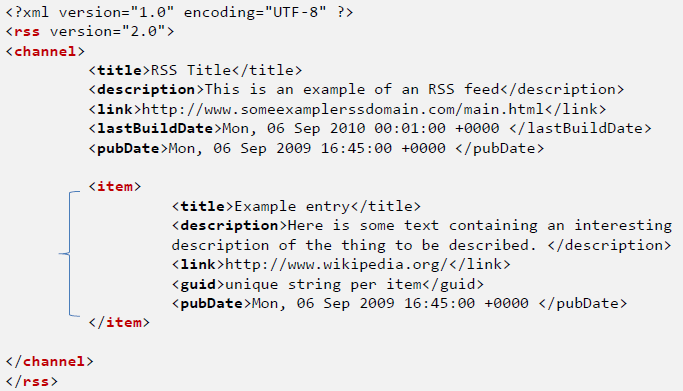 <?xml version="1.0" encoding="UTF-8" ?>
<rss version="2.0">
<channel>
<title>RSS Title</title>
<description>This is an example of an RSS feed</description>
<link>http://www.someexamplerssdomain.com/main.html</link>
<lastBuildDate>Mon, 06 Sep 2010 00:01:00 +0000 </lastBuildDate>
<pubDate>Mon, 06 Sep 2009 16:45:00 +0000 </pubDate>
<item>
<title>Example entry</title>
<description>Here is some text containing an interesting
description of the thing to be described. </description>
<link>http://www.wikipedia.org/</link>
<guid>unique string per item</guid>
<pubDate>Mon, 06 Sep 2009 16:45:00 +0000 </pubDate>
</item>
</channel>
</rss>